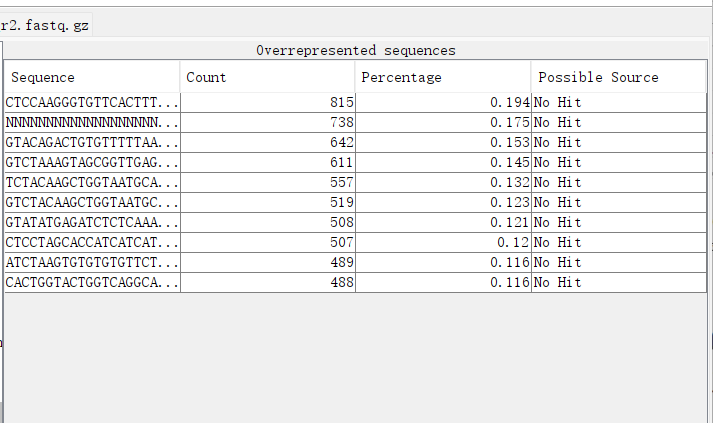 r2.fastq.gz
Overrepresented sequences
Sequence Count Percentage Possible Source
CTCCAAGGGTGTTCACTTT... 815 0.194 No Hit
NNNNNNNNNNNNNNNNNNN... 738 0.175 No Hit
GTACAGACTGTGTTTTTAA... 642 0.153 No Hit
GTCTAAAGTAGCGGTTGAG... 611 0.145 No Hit
TCTACAAGCTGGTAATGCA... 557 0.132 No Hit
GTCTACAAGCTGGTAATGC... 519 0.123 No Hit
GTATATGAGATCTCTCAAA... 508 0.121 No Hit
CTCCTAGCACCATCATCAT... 507 0.12 No Hit
ATCTAAGTGTGTGTGTTCT... 489 0.116 No Hit
CACTGGTACTGGTCAGGCA... 488 0.116 No Hit